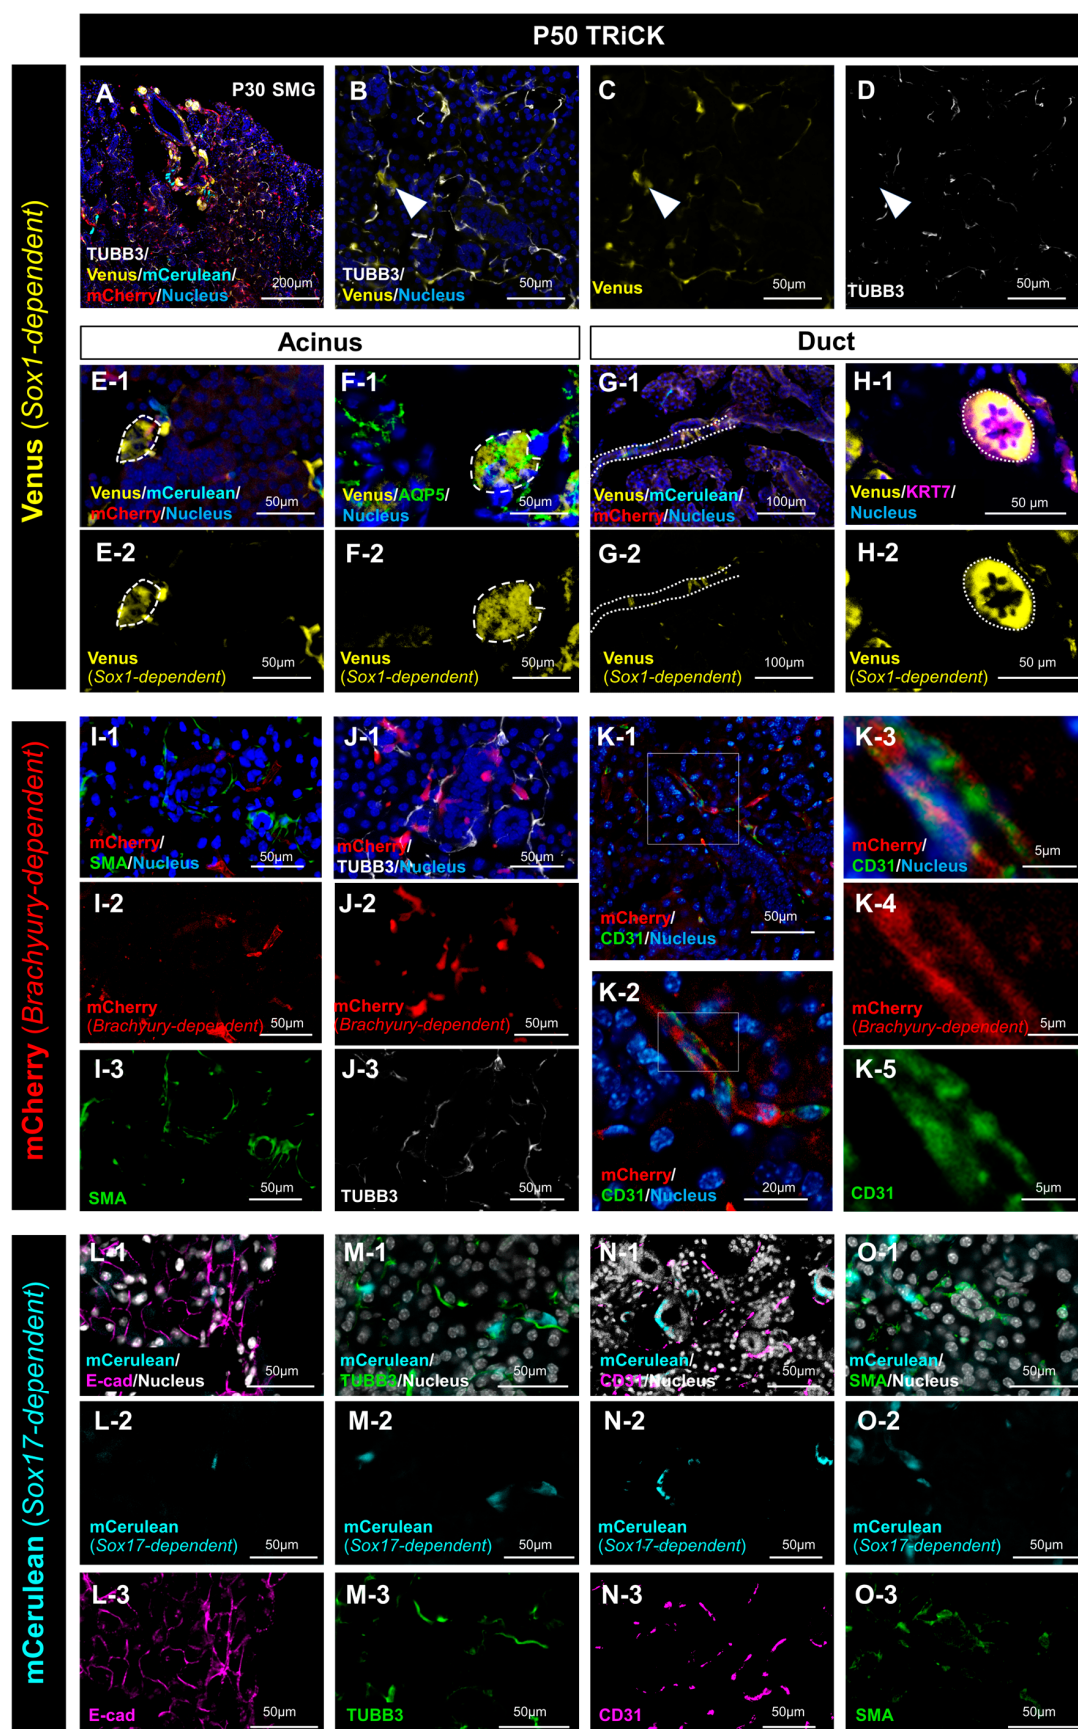 P50 TRiCK
Venus (Sox1-dependent)
A
P30 SMG
TUBB3/
Venus/mCerulean/
mCherry/Nucleus
200µm
B
TUBB3/
Venus/Nucleus
50µm
C
Venus
50µm
D
TUBB3
50µm
Acinus
Duct
E-1
Venus/mCerulean/
mCherry/Nucleus
50µm
F-1
Venus/AQP5/
Nucleus
50µm
G-1
Venus/mCerulean/
mCherry/Nucleus
100µm
H-1
Venus/KRT7/
Nucleus
50 µm
E-2
Venus
(Sox1-dependent)
50µm
F-2
Venus
(Sox1-dependent)
50µm
G-2
Venus
(Sox1-dependent)
100µm
H-2
Venus
(Sox1-dependent)
50 µm
mCherry (Brachyury-dependent)
I-1
mCherry/
SMA/Nucleus
50µm
J-1
mCherry/
TUBB3/Nucleus
50µm
K-1
mCherry/
CD31/Nucleus
50µm
K-3
mCherry/
CD31/Nucleus
5µm
I-2
mCherry
(Brachyury-dependent)
50µm
J-2
mCherry
(Brachyury-dependent)
50µm
K-4
mCherry
(Brachyury-dependent)
5µm
K-2
mCherry/
CD31/Nucleus
20µm
I-3
SMA
50µm
J-3
TUBB3
50µm
K-5
CD31
5µm
mCerulean (Sox17-dependent)
L-1
mCerulean/
E-cad/Nucleus
50µm
M-1
mCerulean/
TUBB3/Nucleus
50µm
N-1
mCerulean/
CD31/Nucleus
50µm
O-1
mCerulean/
SMA/Nucleus
50µm
L-2
mCerulean
(Sox17-dependent)
50µm
M-2
mCerulean
(Sox17-dependent)
50µm
N-2
mCerulean
(Sox17-dependent)
50µm
O-2
mCerulean
(Sox17-dependent)
50µm
L-3
E-cad
50µm
M-3
TUBB3
50µm
N-3
CD31
50µm
O-3
SMA
50µm